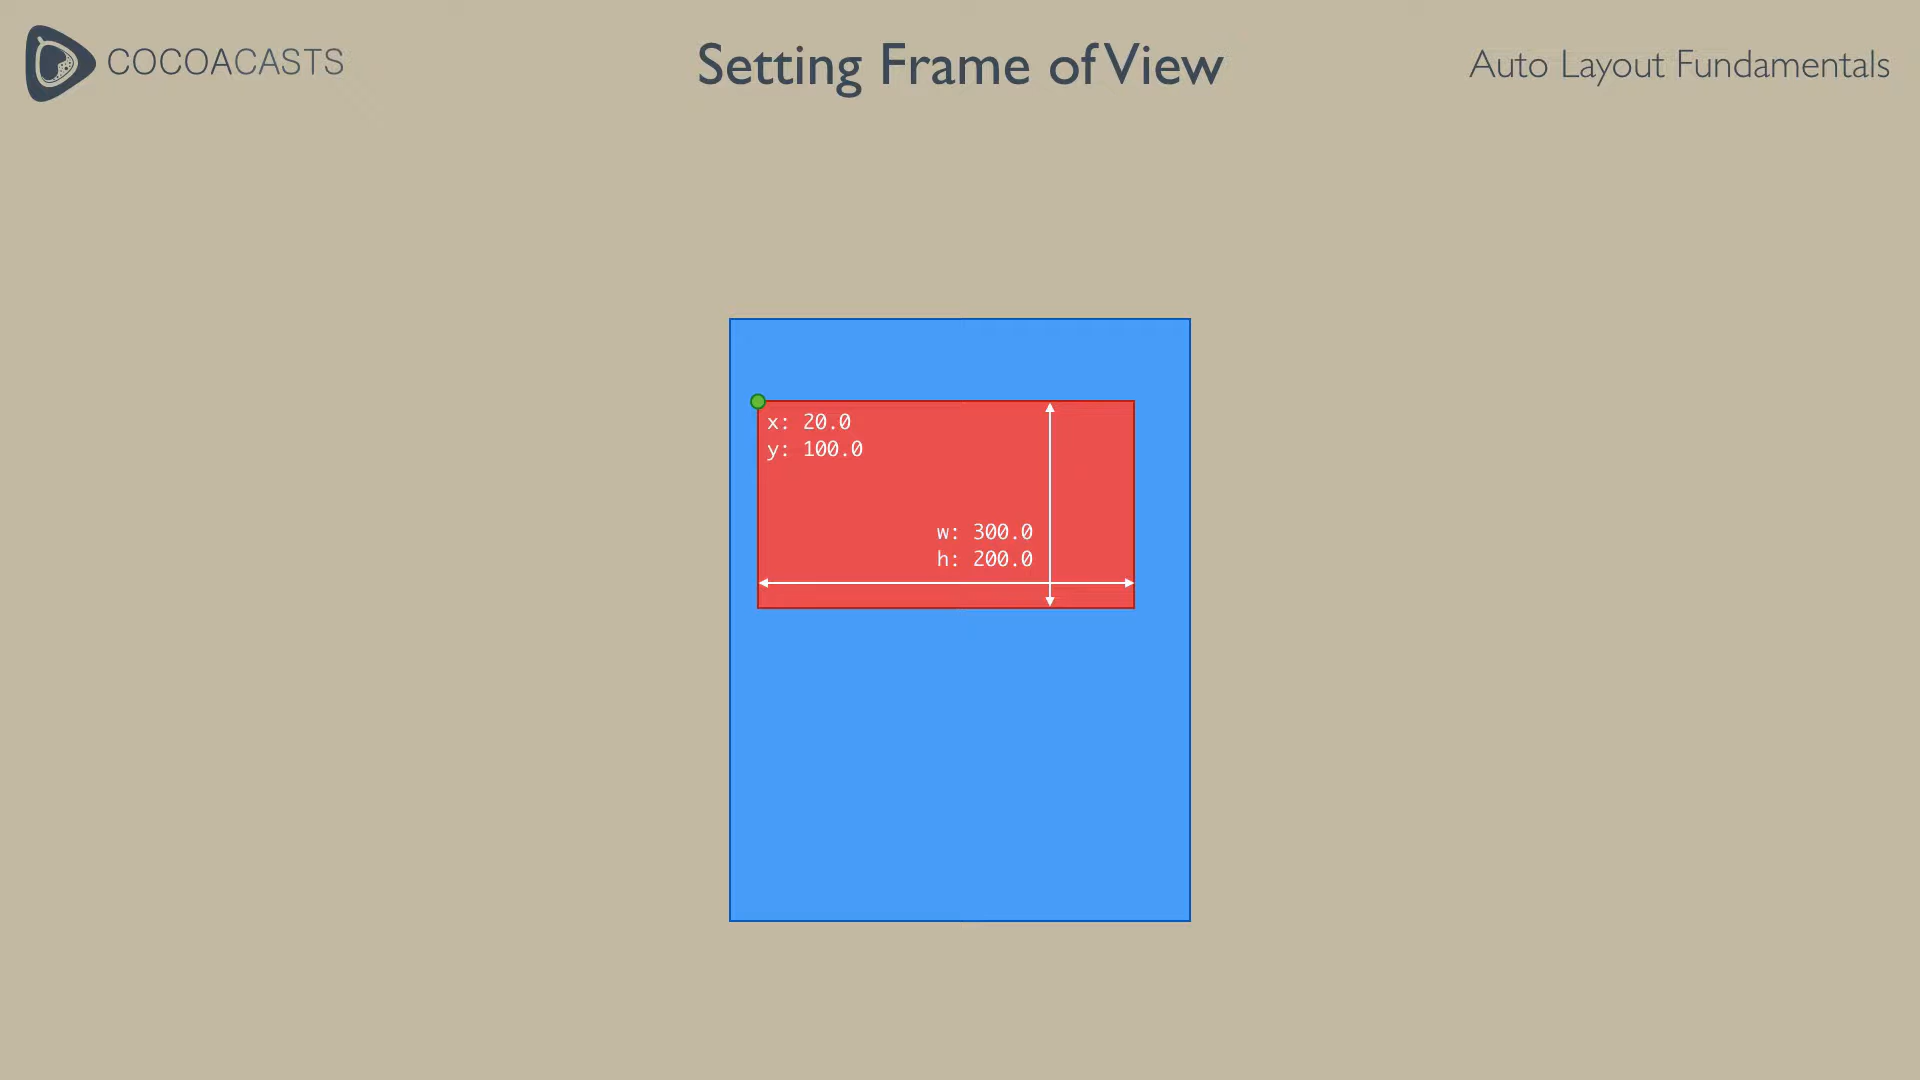 COCOACASTS
Setting Frame of View
Auto Layout Fundamentals
x: 20.0
y: 100.0
w: 300.0
h: 200.0